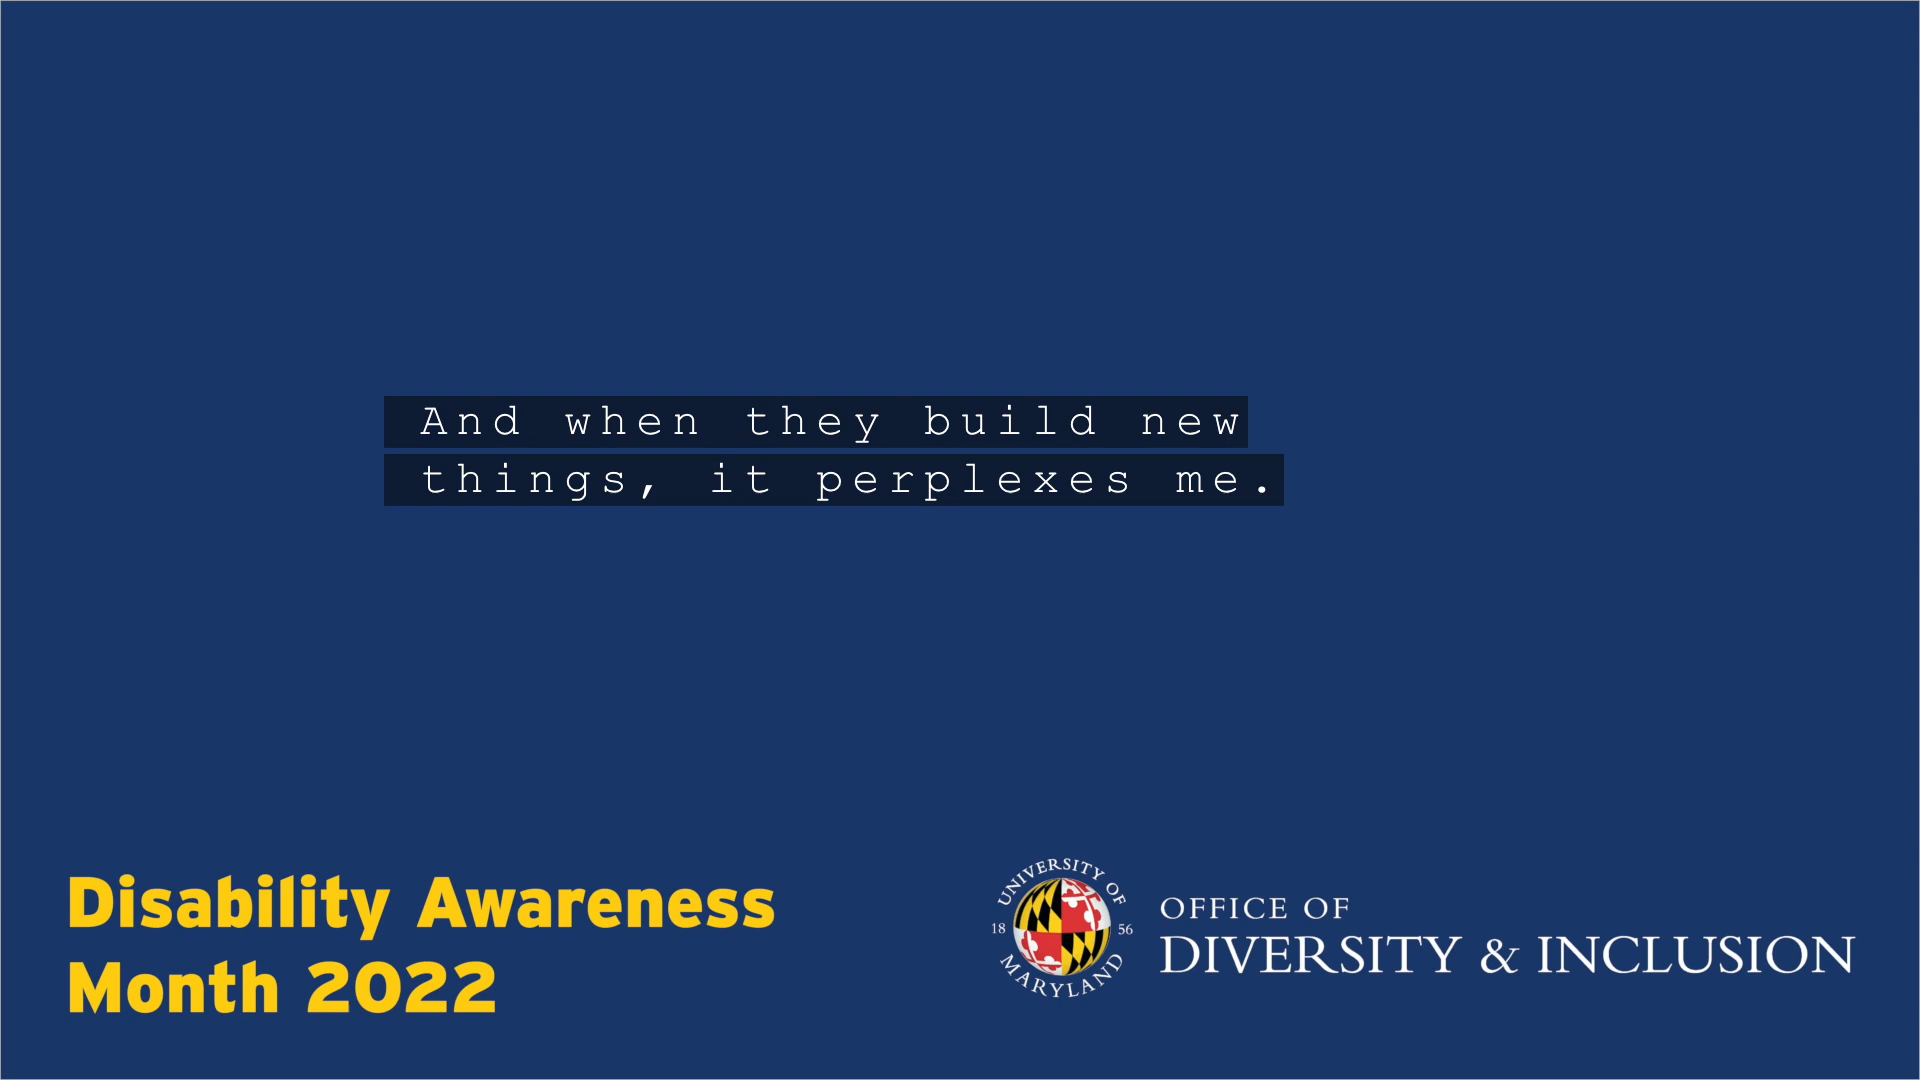 And when they build new
things, it perplexes me.
Disability Awareness
Month 2022
UNIVERSITY OF
18 56
MARYLAND
OFFICE OF
DIVERSITY & INCLUSION